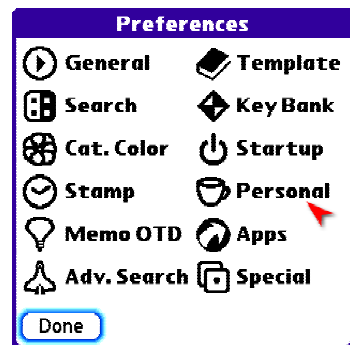 Preferences
General
Template
Search
Key Bank
Cat. Color
Startup
Stamp
Personal
Memo OTD
Apps
Adv. Search
Special
Done